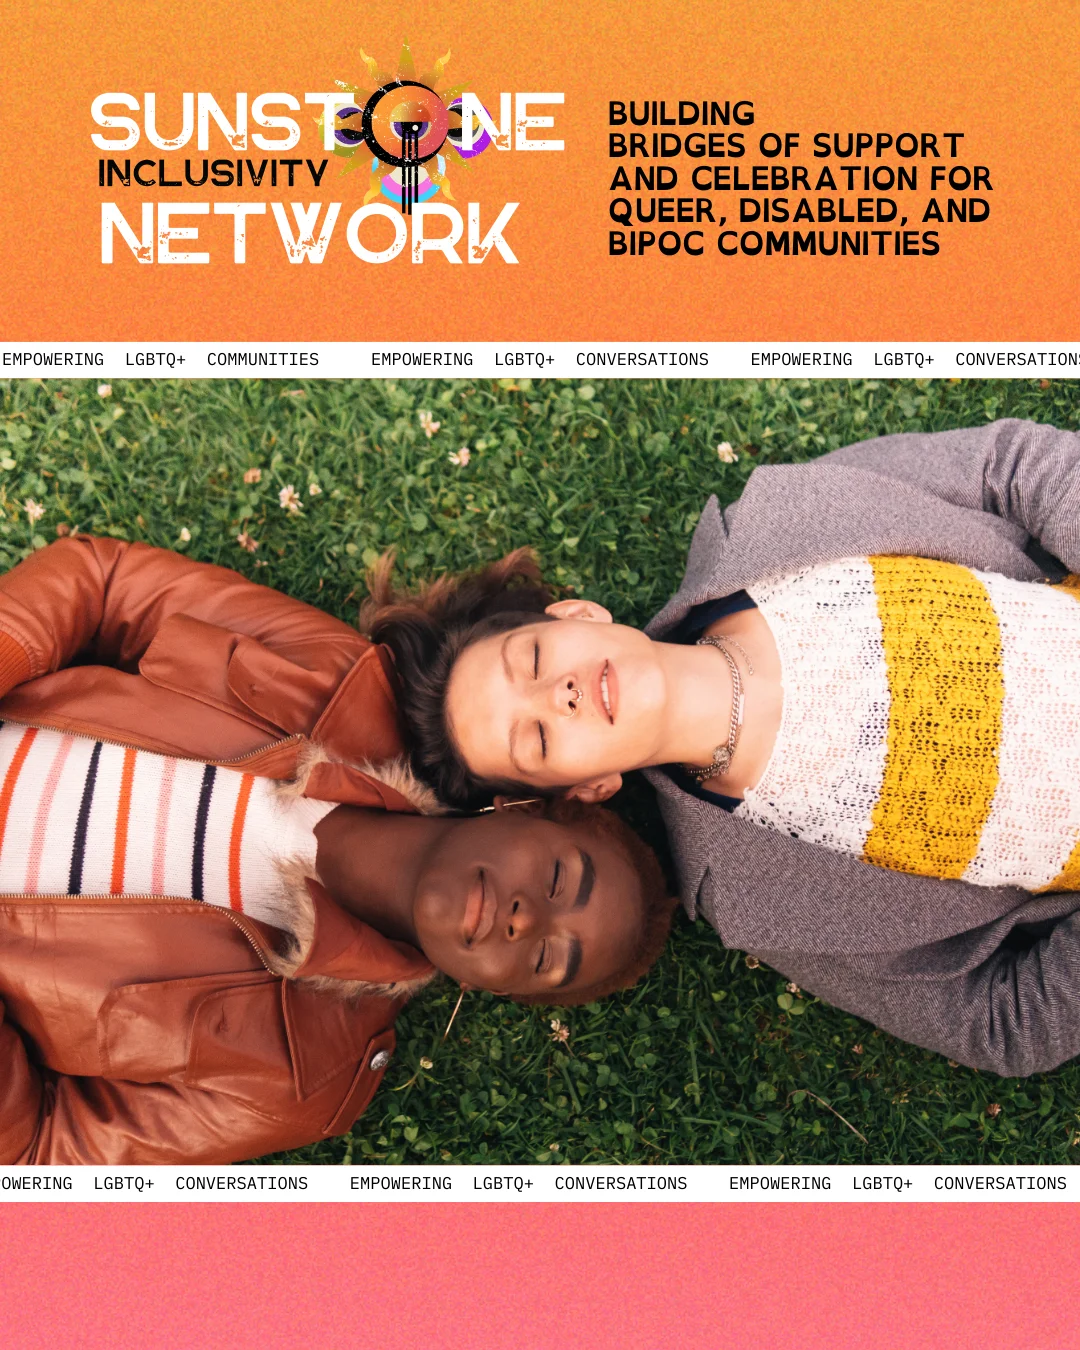 SUNSTONE
INCLUSIVITY
NETWORK
BUILDING
BRIDGES OF SUPPORT
AND CELEBRATION FOR
QUEER, DISABLED, AND
BIPOC COMMUNITIES
EMPOWERING LGBTQ+ COMMUNITIES EMPOWERING LGBTQ+ CONVERSATIONS EMPOWERING LGBTQ+ CONVERSATIONS
OWERING LGBTQ+ CONVERSATIONS EMPOWERING LGBTQ+ CONVERSATIONS EMPOWERING LGBTQ+ CONVERSATIONS